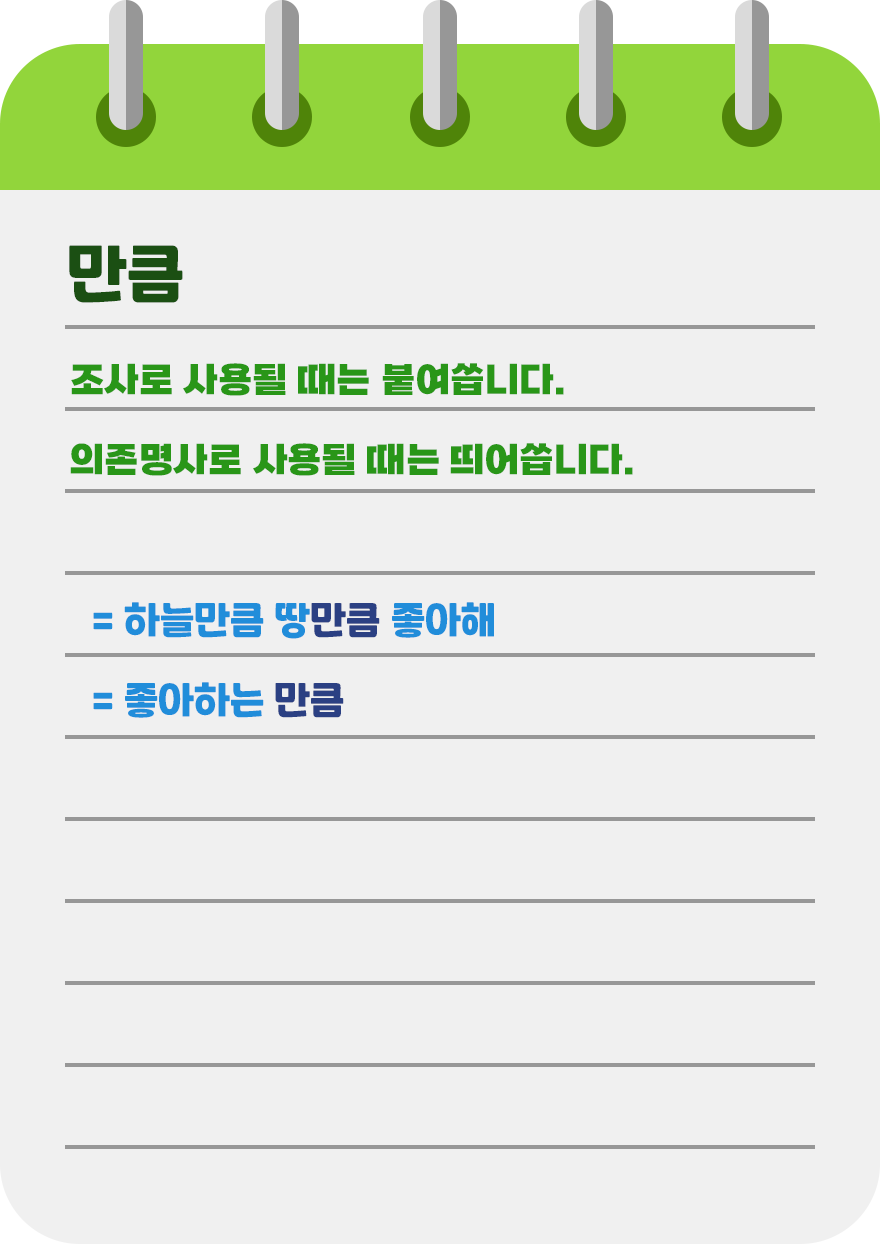 만큼
조사로 사용될 때는 붙여씁니다.
의존명사로 사용될 때는 띄어씁니다.
= 하늘만큼 땅만큼 좋아해
= 좋아하는 만큼